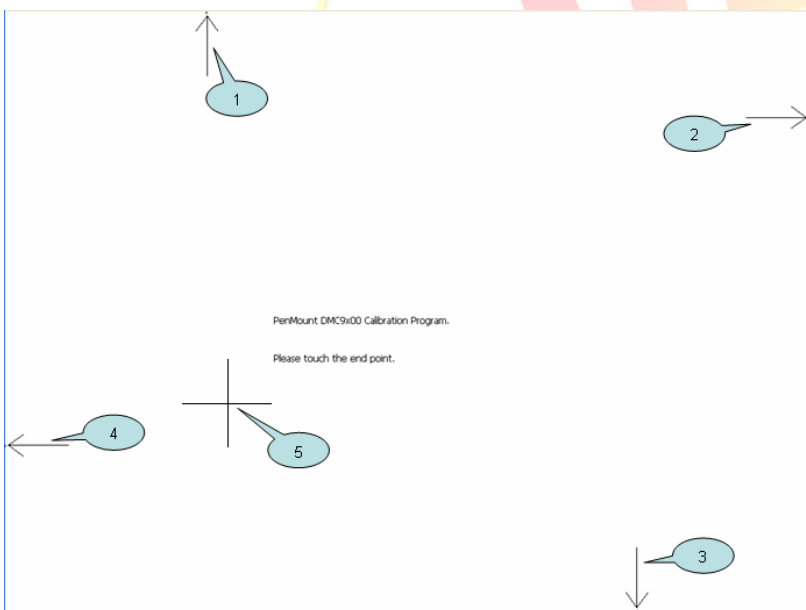 1
2
PenMount DMC9x00 Calibration Program.
Please touch the end point.
4
5
3